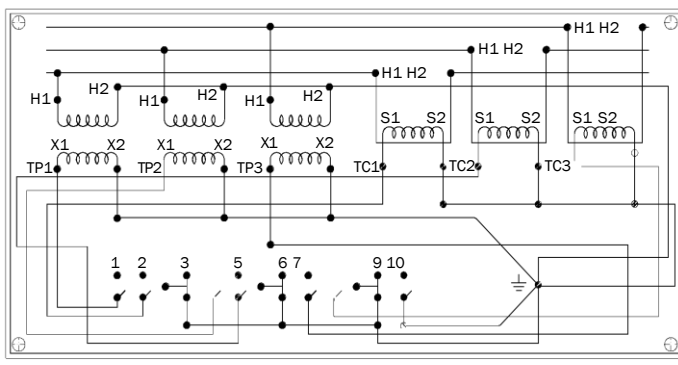 H1 H2
H1 H2
H1 H2
H1 H2 H1 H2 H1 H2
S1 S2 S1 S2 S1 S2
X1 X2 X1 X2 X1 X2
TP1 TP2 TP3 TC1 TC2 TC3
1 2 3 5 6 7 9 10